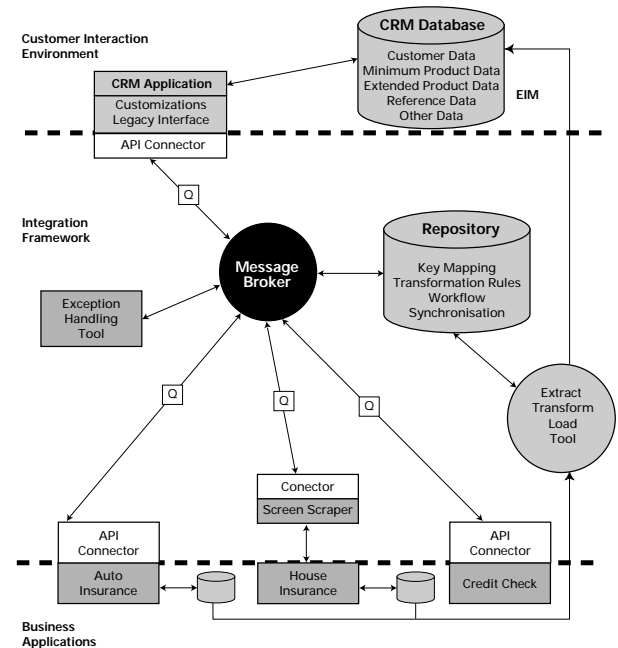 Customer Interaction
Environment
CRM Database
Customer Data
Minimum Product Data
Extended Product Data
Reference Data
Other Data
EIM
CRM Application
Customizations
Legacy Interface
API Connector
Q
Integration
Framework
Message
Broker
Repository
Key Mapping
Transformation Rules
Workflow
Synchronisation
Exception
Handling
Tool
Extract
Transform
Load
Tool
Q
Q
Q
Conector
Screen Scraper
API
Connector
Auto
Insurance
House
Insurance
API
Connector
Credit Check
Business
Applications